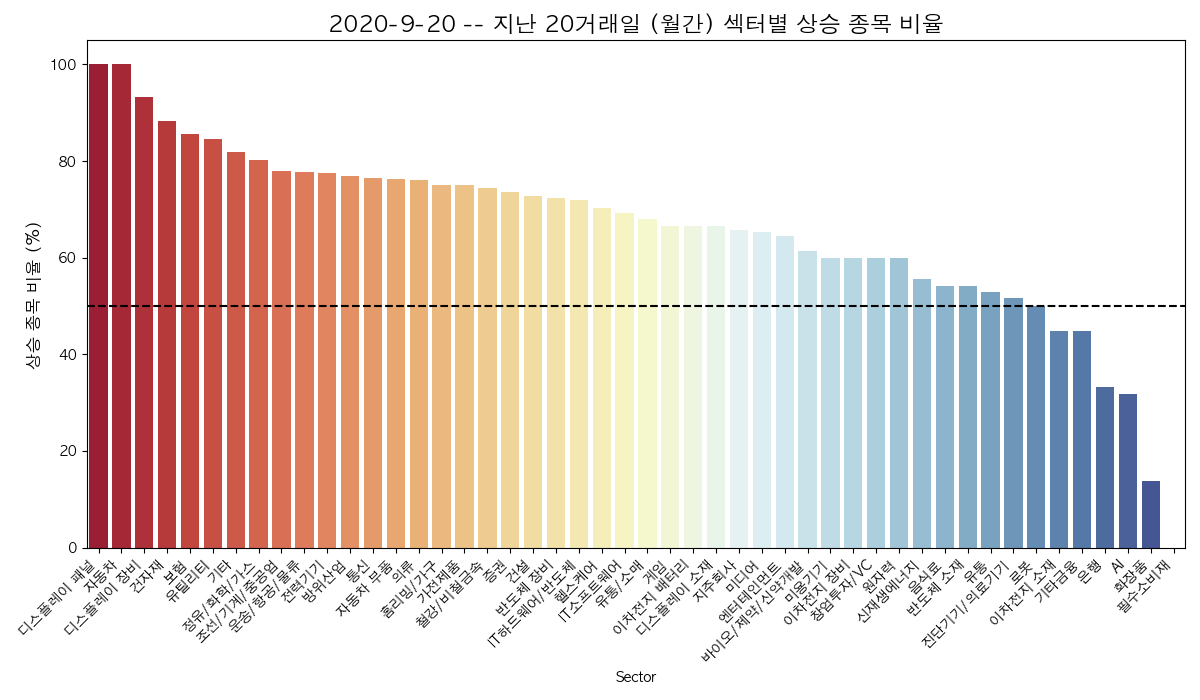 2020-9-20 -- 지난 20거래일 (월간) 섹터별 상승 종목 비율
상승 종목 비율 (%)
100
80
60
40
20
0
디스플레이 패널
자동차
디스플레이 장비
건자재
보험
유틸리티
기타
정유/화학/가스
조선/기계/중공업
운송/항공/물류
전력기기
방위산업
통신
자동차 부품
의류
홈리빙/가구
가전제품
철강/비철금속
증권
건설
반도체 장비
IT하드웨어/반도체
헬스케어
IT소프트웨어
유통/소매
게임
이차전지 배터리
디스플레이 소재
지주회사
미디어
엔터테인먼트
바이오/제약/신약개발
미용기기
이차전지 장비
창업투자/VC
원자력
신재생에너지
음식료
반도체 소재
유통
진단기기/의료기기
로봇
이차전지 소재
기타금융
은행
AI
화장품
필수소비재
Sector